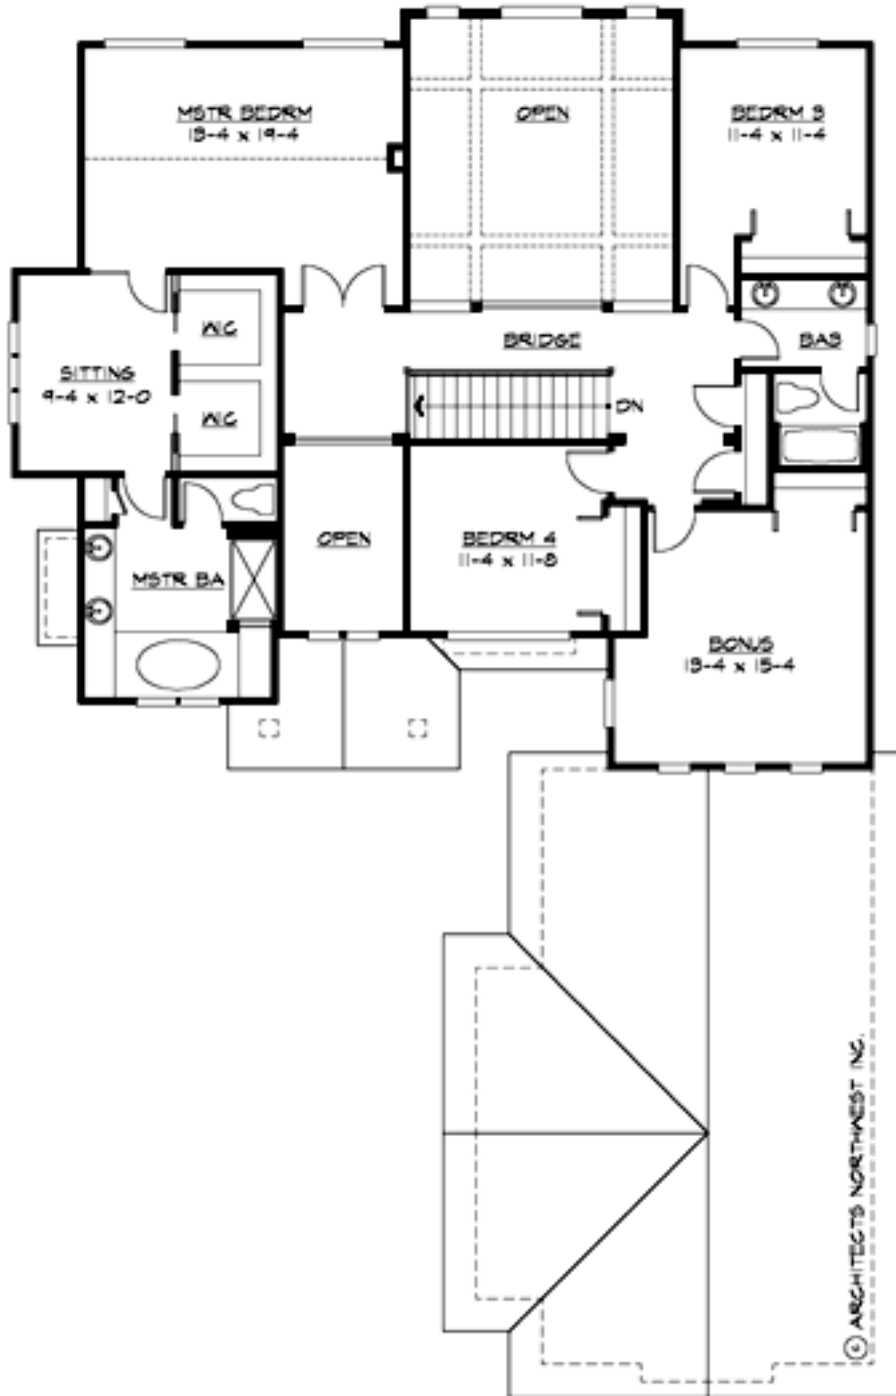 MSTR BEDRM
13-4 x 19-4
OPEN
BEDRM 3
11-4 x 11-4
WIC
BRIDGE
BA3
SITTING
9-4 x 12-0
WIC
DN
OPEN
BEDRM 4
11-4 x 11-8
MSTR BA
BONUS
13-4 x 15-4
© ARCHITECTS NORTHWEST INC.